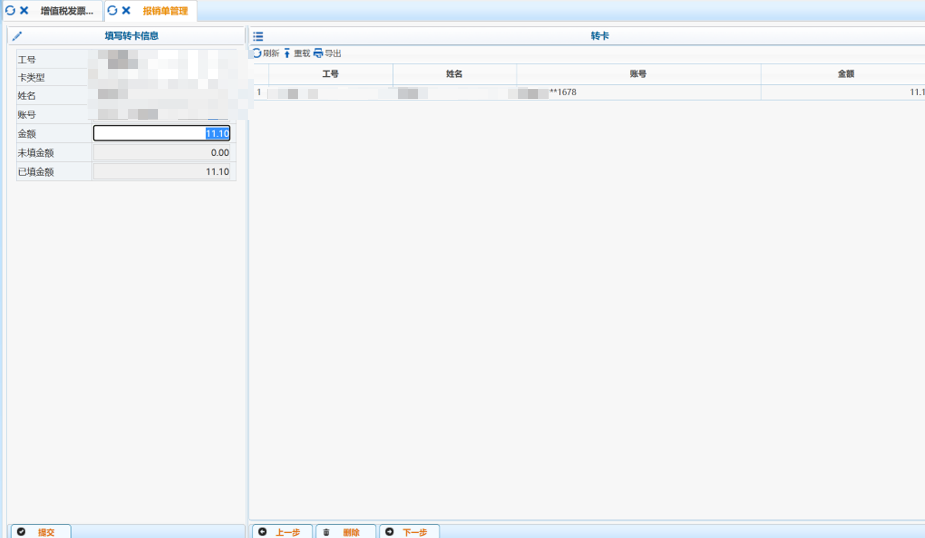 增值税发票... 报销单管理
填写转卡信息
工号
卡类型
姓名
账号
金额 11.10
未填金额 0.00
已填金额 11.10
提交
转卡
刷新 重载 导出
工号 姓名 账号 金额
1 **1678 11.1
上一步 删除 下一步